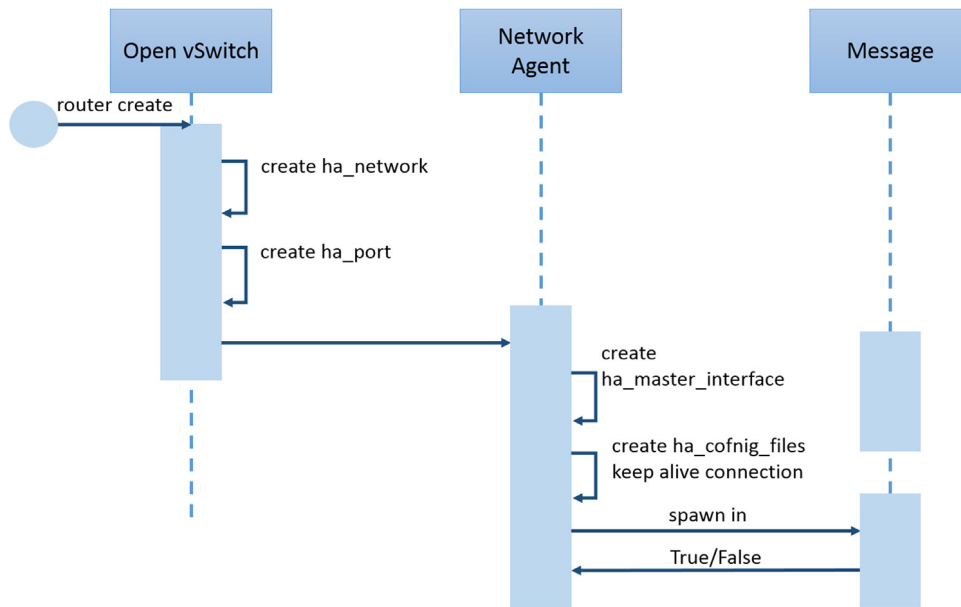 Open vSwitch
Network
Agent
Message
router create
create ha_network
create ha_port
create
ha_master_interface
create ha_cofnig_files
keep alive connection
spawn in
True/False